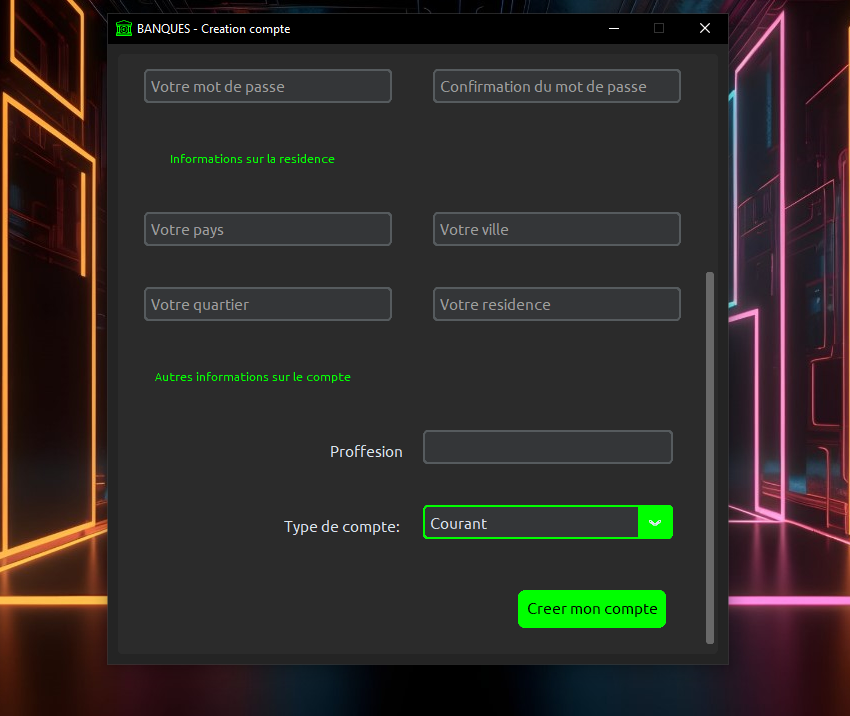 BANQUES - Creation compte
Votre mot de passe
Confirmation du mot de passe
Informations sur la residence
Votre pays
Votre ville
Votre quartier
Votre residence
Autres informations sur le compte
Proffesion
Type de compte:
Courant
Creer mon compte